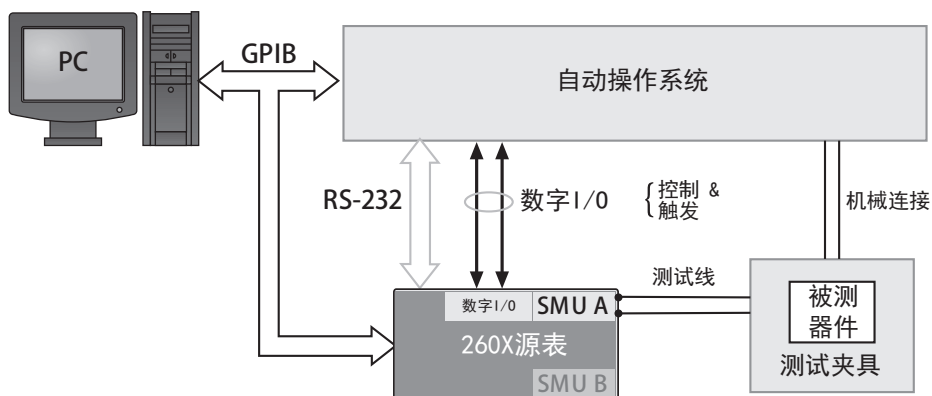 PC
GPIB
自动操作系统
RS-232
数字I/0
{控制 &
触发
机械连接
测试线
数字I/0
SMU A
260X源表
SMU B
被测
器件
测试夹具